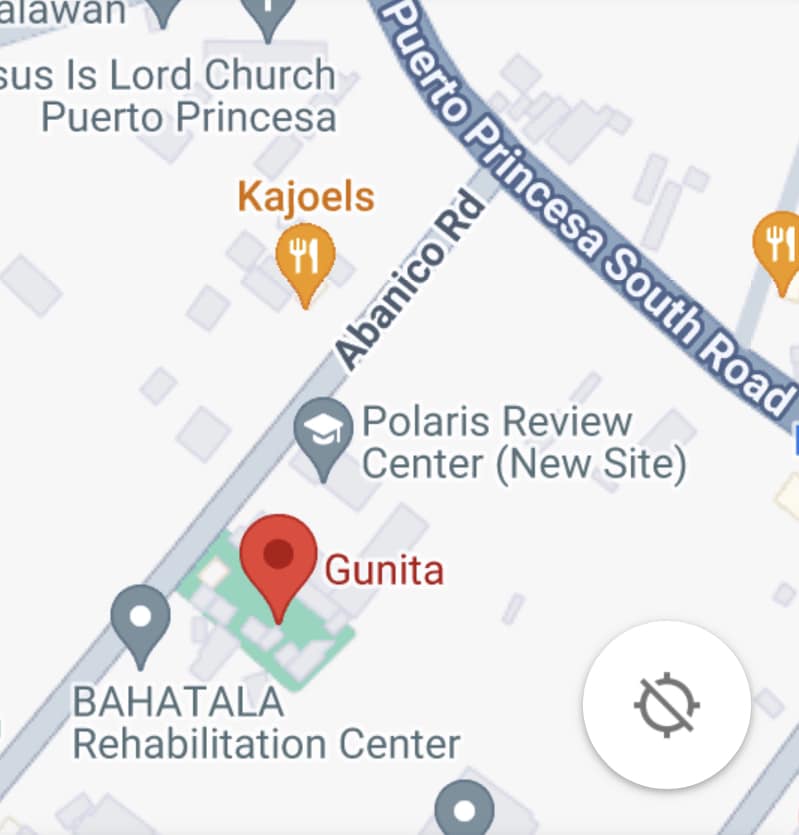 alawan
sus Is Lord Church
Puerto Princesa
Puerto Princesa South Road
Kajoels
Abanico Rd
Polaris Review
Center (New Site)
Gunita
BAHATALA
Rehabilitation Center